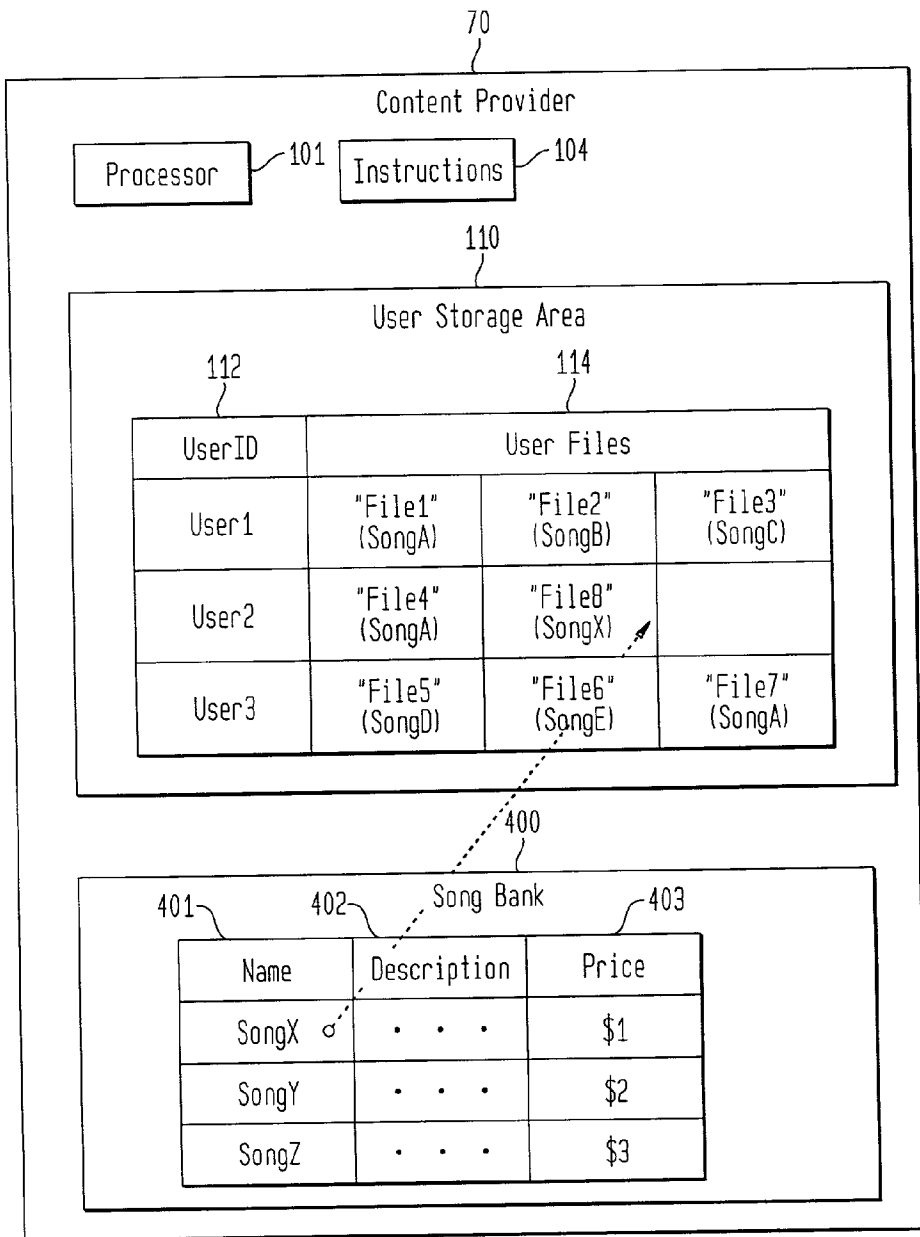 70
Content Provider
Processor
101
Instructions
104
110
User Storage Area
112
114
UserID
User Files
User1
"File1"
(SongA)
"File2"
(SongB)
"File3"
(SongC)
User2
"File4"
(SongA)
"File8"
(SongX)
User3
"File5"
(SongD)
"File6"
(SongE)
"File7"
(SongA)
400
Song Bank
401
402
403
Name
Description
Price
SongX
. . .
$1
SongY
. . .
$2
SongZ
. . .
$3